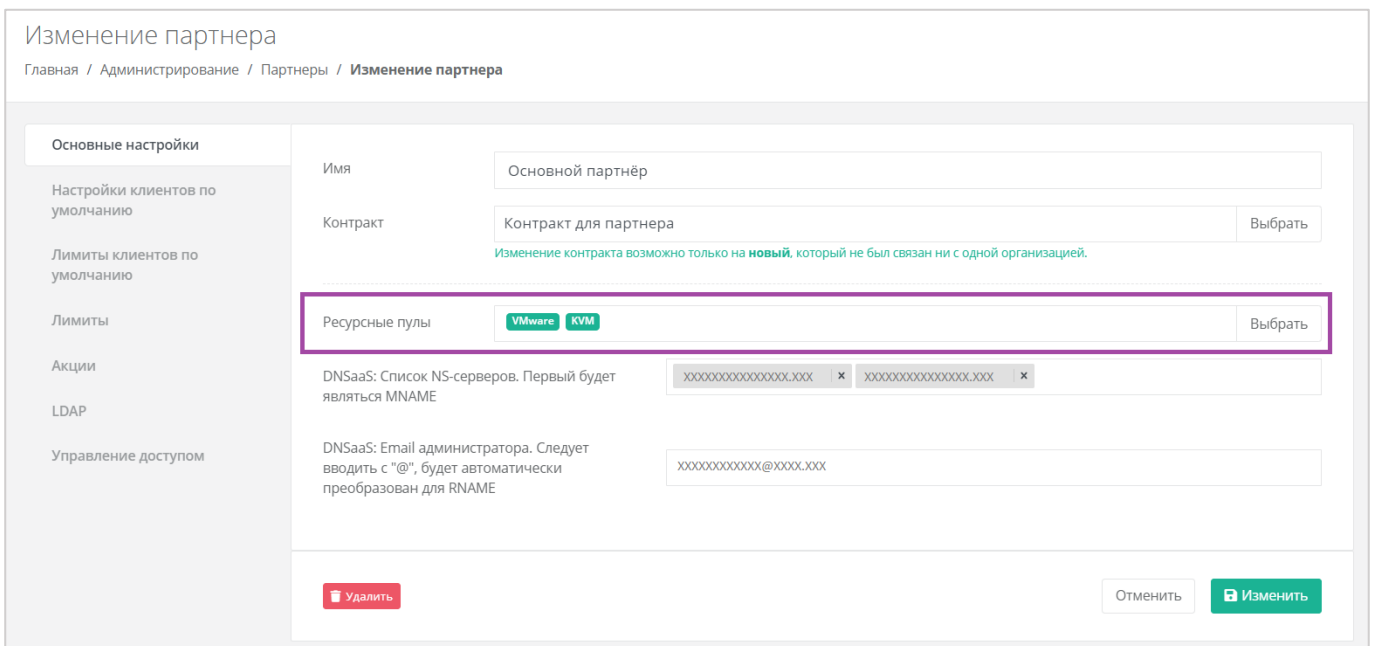 Изменение партнера
Главная / Администрирование / Партнеры / Изменение партнера
Основные настройки
Настройки клиентов по
умолчанию
Лимиты клиентов по
умолчанию
Лимиты
Акции
LDAP
Управление доступом
Имя
Основной партнёр
Контракт
Контракт для партнера
Выбрать
Изменение контракта возможно только на новый, который не был связан ни с одной организацией.
Ресурсные пулы
VMware KVM
Выбрать
DNSaaS: Список NS-серверов. Первый будет
являться MNAME
XXXXXXXXXXXXXXX.XXX × XXXXXXXXXXXXXXX.XXX ×
DNSaaS: Email администратора. Следует
вводить с "@", будет автоматически
преобразован для RNAME
XXXXXXXXXXXX@XXXX.XXX
Удалить
Отменить
Изменить